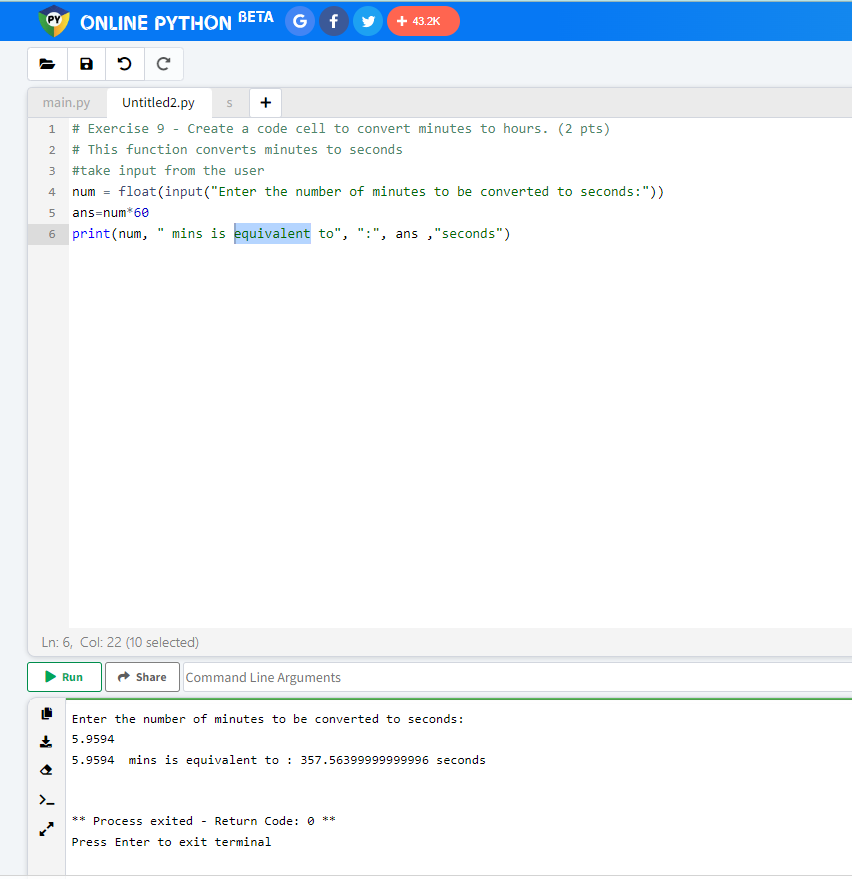 PY ONLINE PYTHON BETA G f 43.2K
main.py Untitled2.py s +
1 # Exercise 9 - Create a code cell to convert minutes to hours. (2 pts)
2 # This function converts minutes to seconds
3 #take input from the user
4 num = float(input("Enter the number of minutes to be converted to seconds:"))
5 ans=num*60
6 print(num, " mins is equivalent to", ":", ans ,"seconds")
Ln: 6, Col: 22 (10 selected)
Run Share Command Line Arguments
Enter the number of minutes to be converted to seconds:
5.9594
5.9594  mins is equivalent to : 357.56399999999996 seconds
** Process exited - Return Code: 0 **
Press Enter to exit terminal